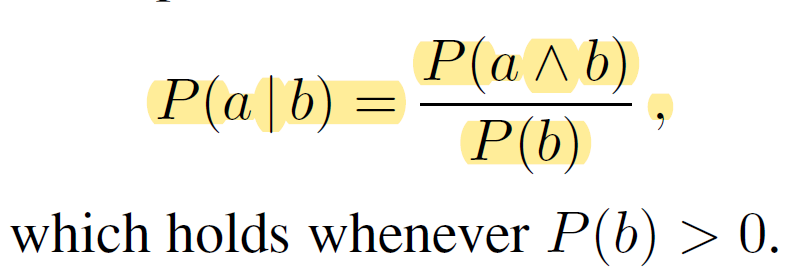 P(a | b) = P(a ∧ b) / P(b) ,
which holds whenever P(b) > 0.